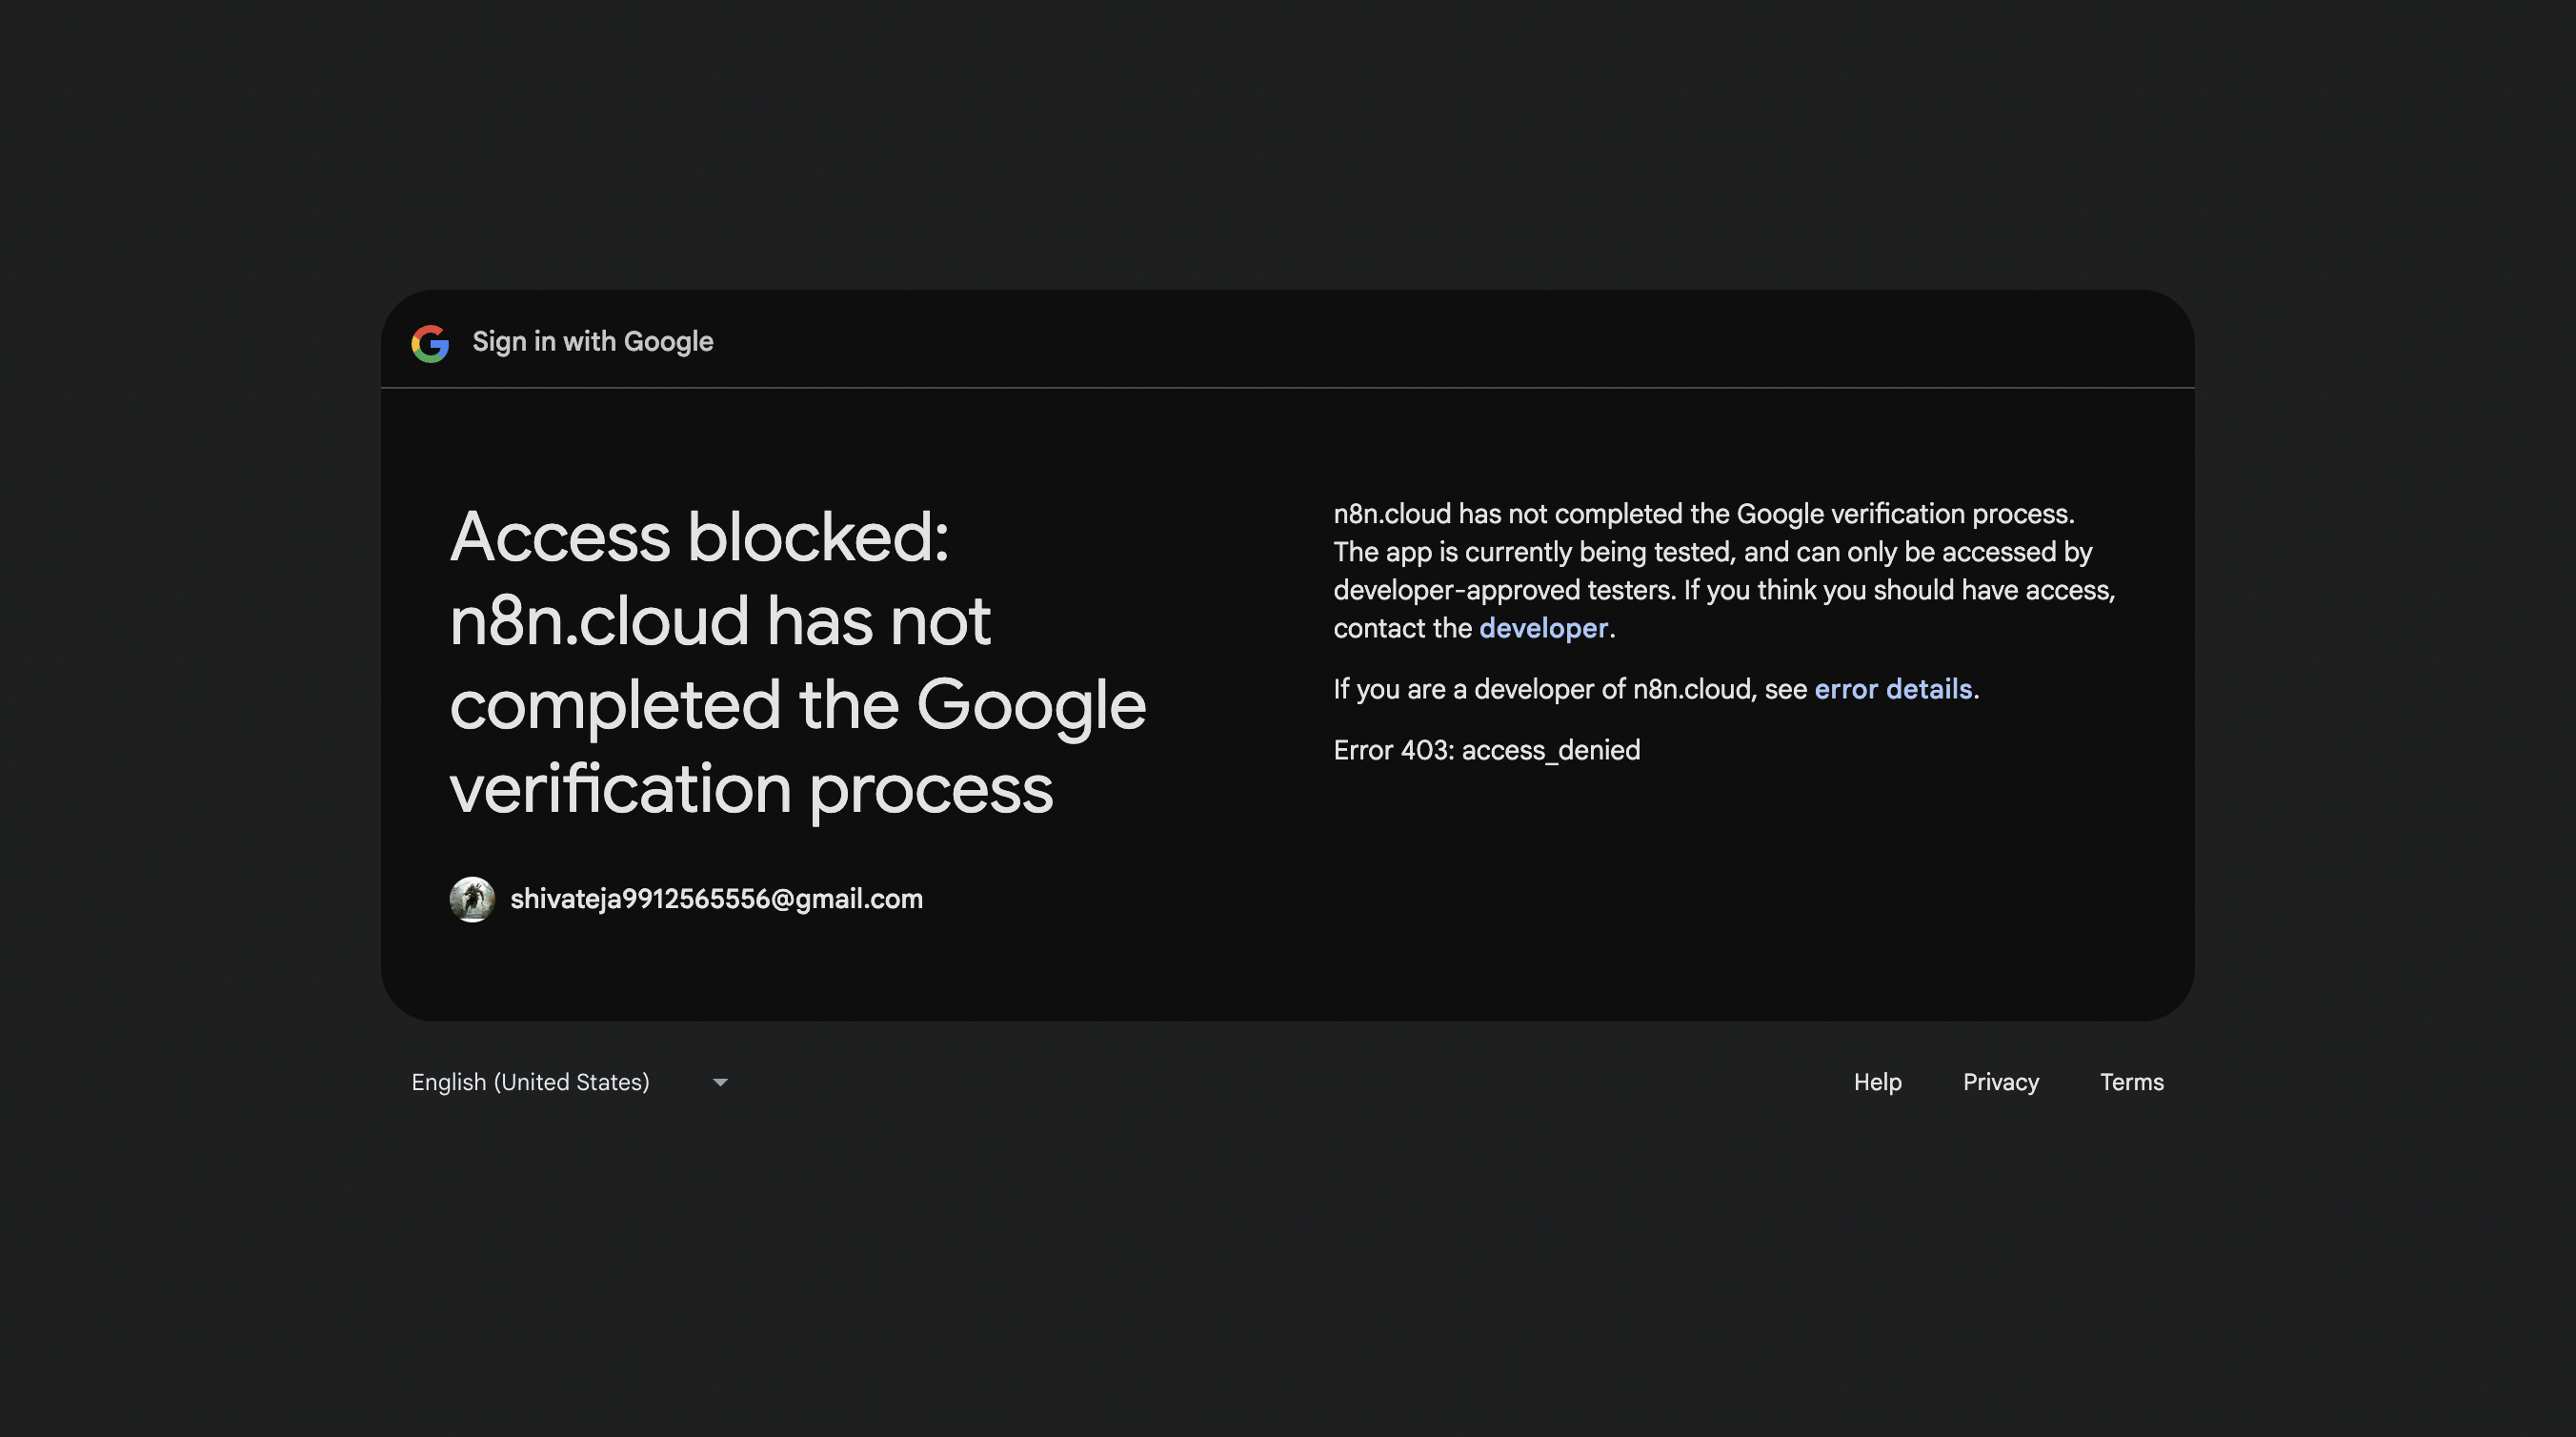 Sign in with Google
Access blocked:
n8n.cloud has not
completed the Google
verification process
shivateja9912565556@gmail.com
n8n.cloud has not completed the Google verification process.
The app is currently being tested, and can only be accessed by
developer-approved testers. If you think you should have access,
contact the developer.
If you are a developer of n8n.cloud, see error details.
Error 403: access_denied
English (United States)
Help
Privacy
Terms